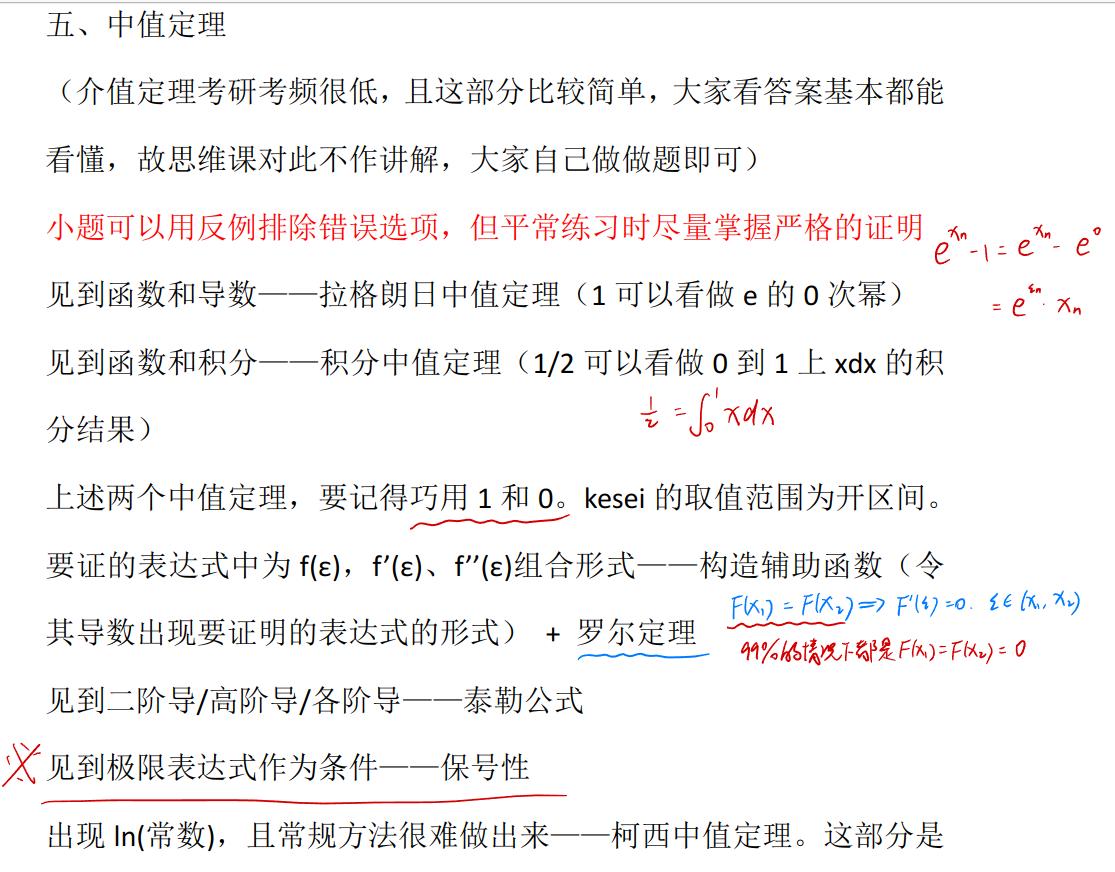 五、中值定理
（介值定理考研考频很低，且这部分比较简单，大家看答案基本都能
看懂，故思维课对此不作讲解，大家自己做做题即可）
小题可以用反例排除错误选项，但平常练习时尽量掌握严格的证明
e^{x_n}-1=e^{x_n}-e^0
见到函数和导数——拉格朗日中值定理（1 可以看做 e 的 0 次幂）
=e^{ξ_n}·x_n
见到函数和积分——积分中值定理（1/2 可以看做 0 到 1 上 xdx 的积
分结果）
1/2=∫_0^1 xdx
上述两个中值定理，要记得巧用 1 和 0。kesei 的取值范围为开区间。
要证的表达式中为 f(ε)，f’(ε)、f’’(ε)组合形式——构造辅助函数（令
F(x_1)=F(x_2)=>F'(ξ)=0. ξ∈(x_1,x_2)
其导数出现要证明的表达式的形式） + 罗尔定理
99%的情况下都是F(x_1)=F(x_2)=0
见到二阶导/高阶导/各阶导——泰勒公式
※见到极限表达式作为条件——保号性
出现 ln(常数)，且常规方法很难做出来——柯西中值定理。这部分是